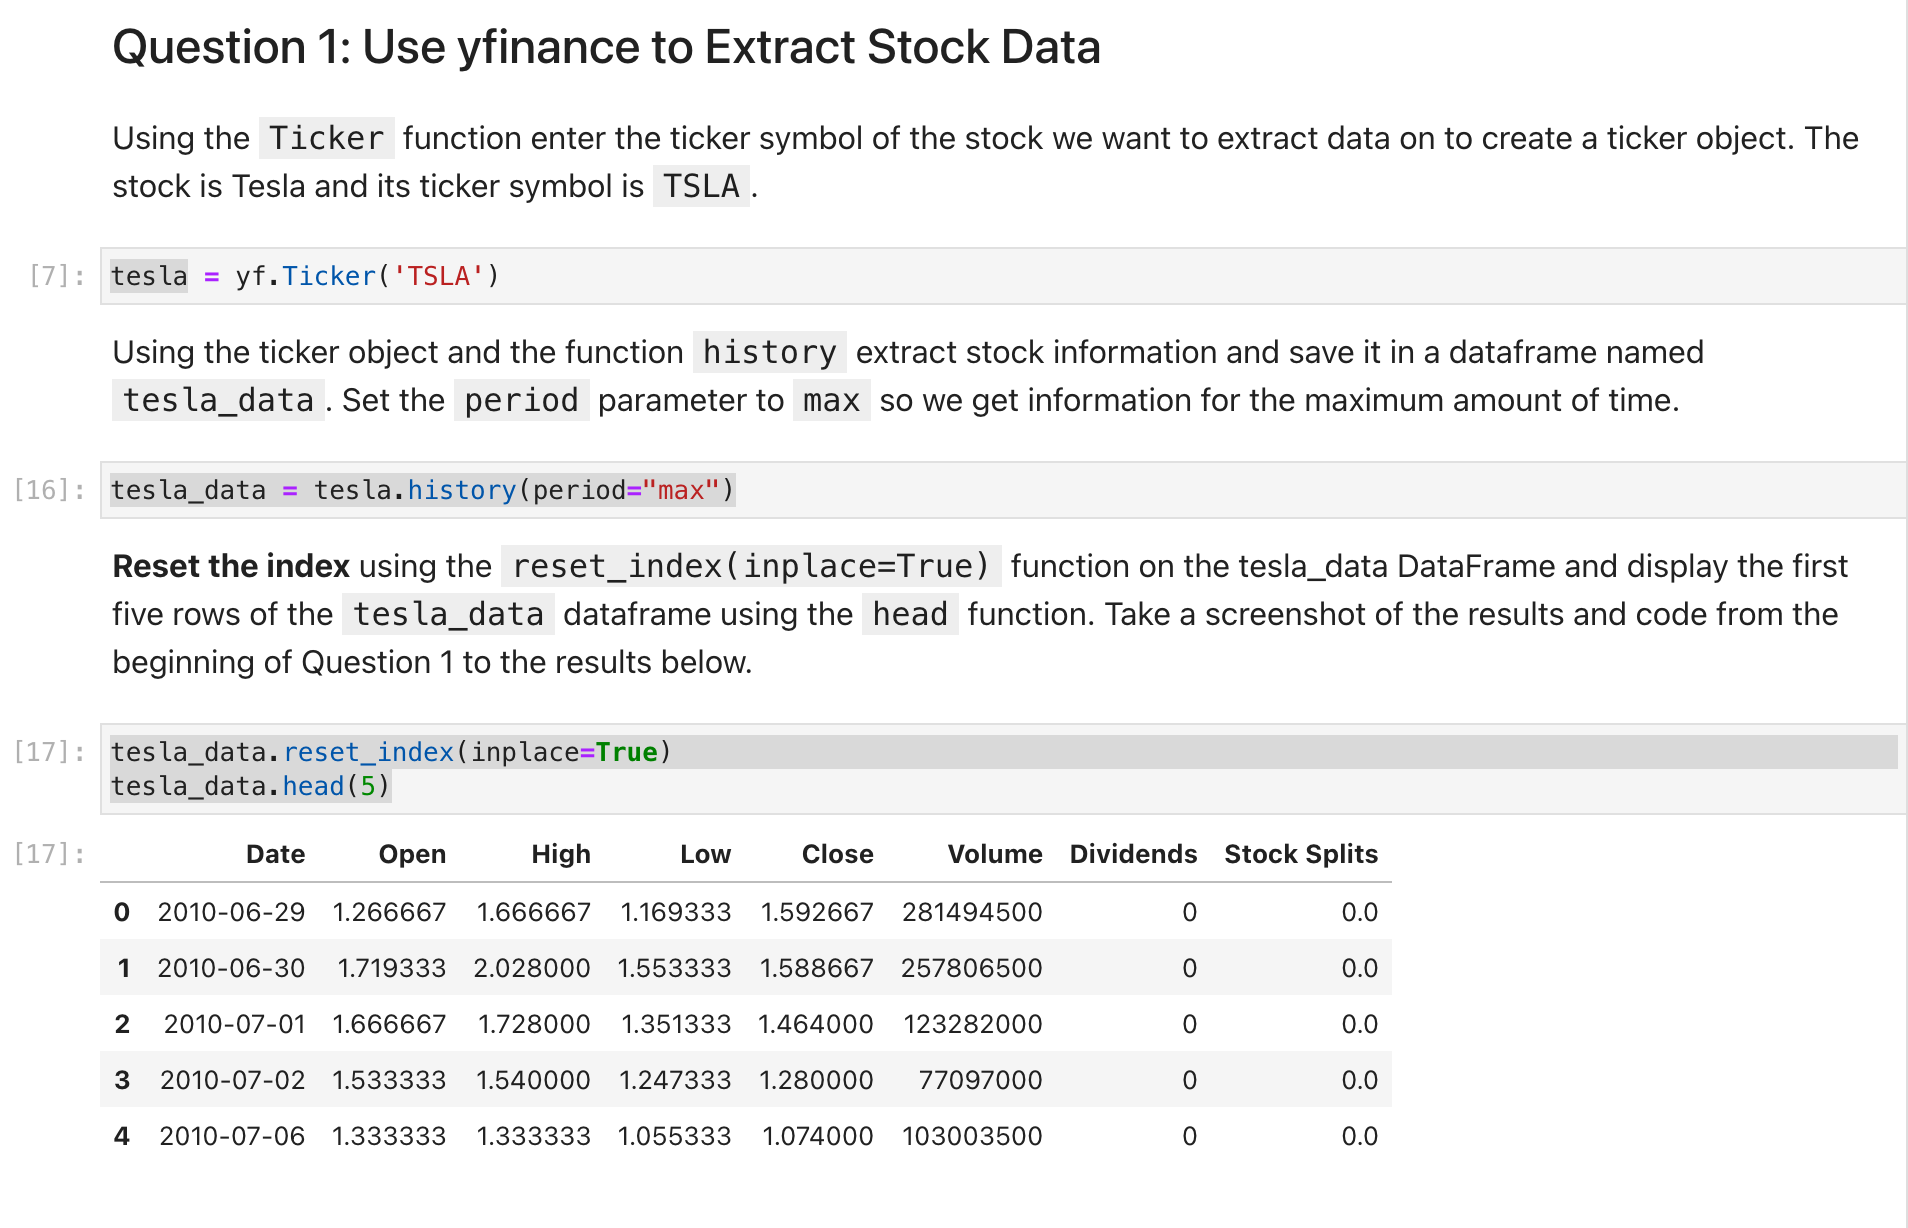 Question 1: Use yfinance to Extract Stock Data
Using the Ticker function enter the ticker symbol of the stock we want to extract data on to create a ticker object. The
stock is Tesla and its ticker symbol is TSLA.
[7]: tesla = yf.Ticker('TSLA')
Using the ticker object and the function history extract stock information and save it in a dataframe named
tesla_data. Set the period parameter to max so we get information for the maximum amount of time.
[16]: tesla_data = tesla.history(period="max")
Reset the index using the reset_index(inplace=True) function on the tesla_data DataFrame and display the first
five rows of the tesla_data dataframe using the head function. Take a screenshot of the results and code from the
beginning of Question 1 to the results below.
[17]: tesla_data.reset_index(inplace=True)
tesla_data.head(5)
[17]: Date Open High Low Close Volume Dividends Stock Splits
0 2010-06-29 1.266667 1.666667 1.169333 1.592667 281494500 0 0.0
1 2010-06-30 1.719333 2.028000 1.553333 1.588667 257806500 0 0.0
2 2010-07-01 1.666667 1.728000 1.351333 1.464000 123282000 0 0.0
3 2010-07-02 1.533333 1.540000 1.247333 1.280000 77097000 0 0.0
4 2010-07-06 1.333333 1.333333 1.055333 1.074000 103003500 0 0.0